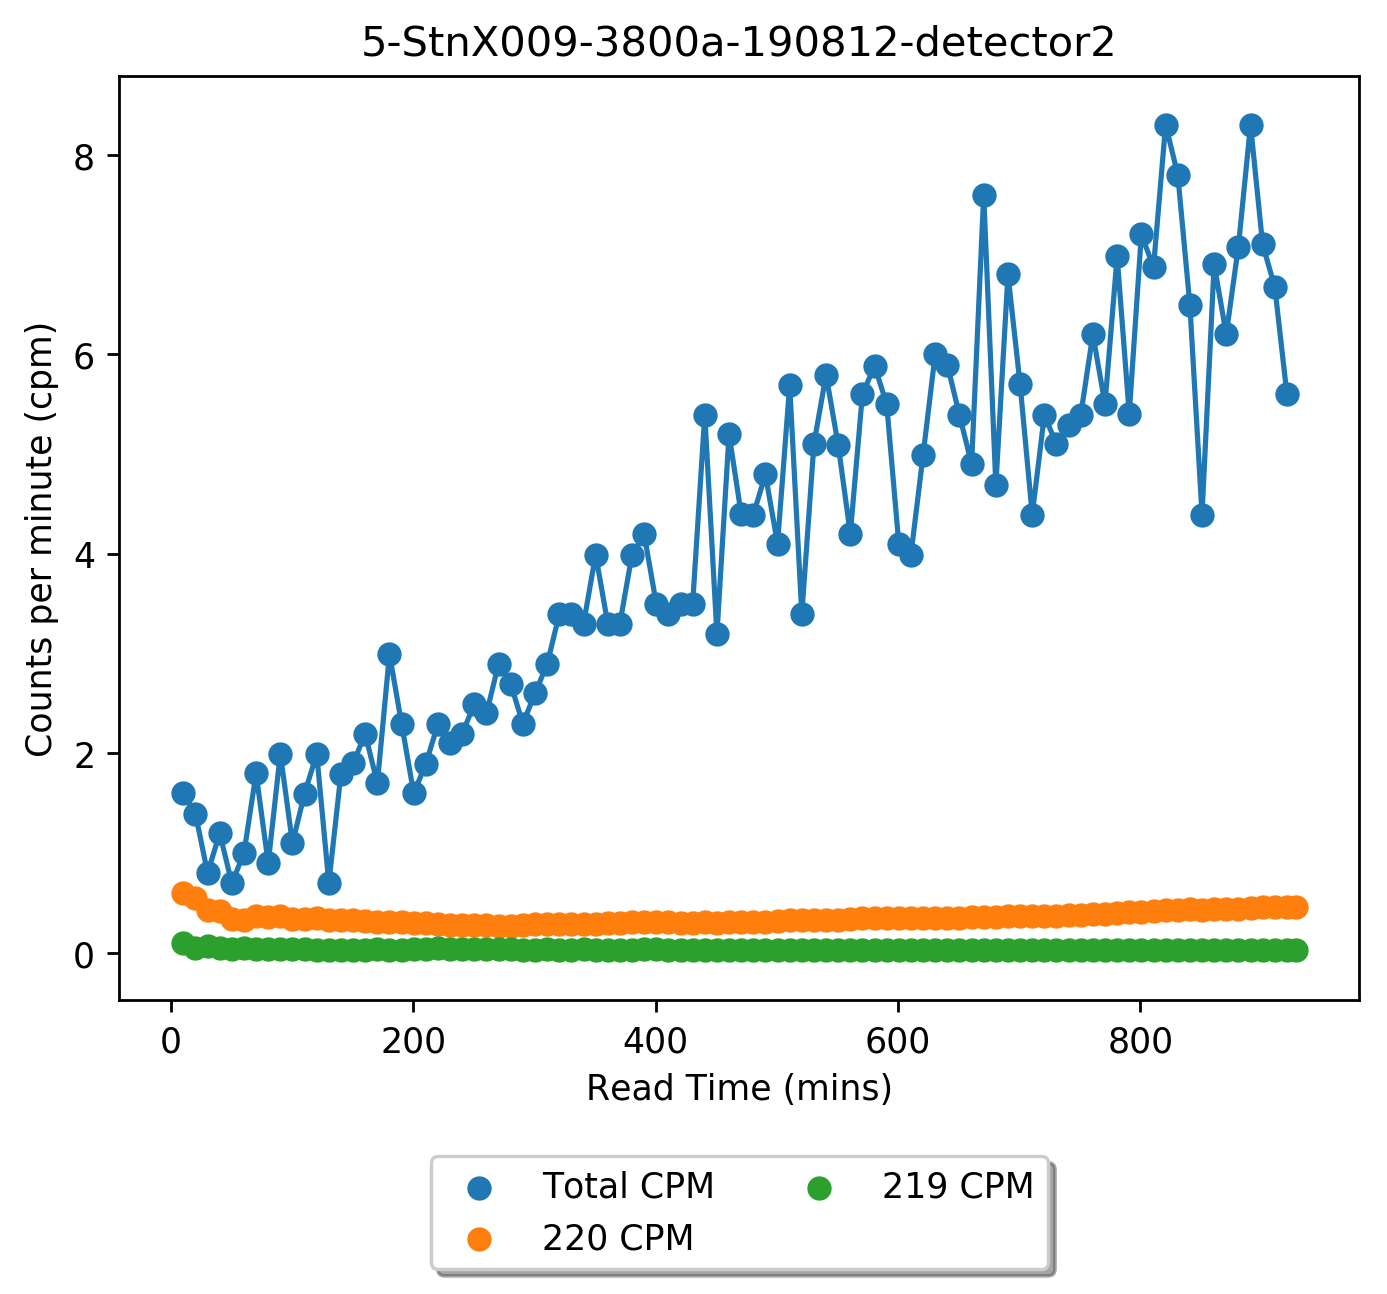 5-StnX009-3800a-190812-detector2
Counts per minute (cpm)
8
6
4
2
0
0 200 400 600 800
Read Time (mins)
Total CPM 219 CPM
220 CPM